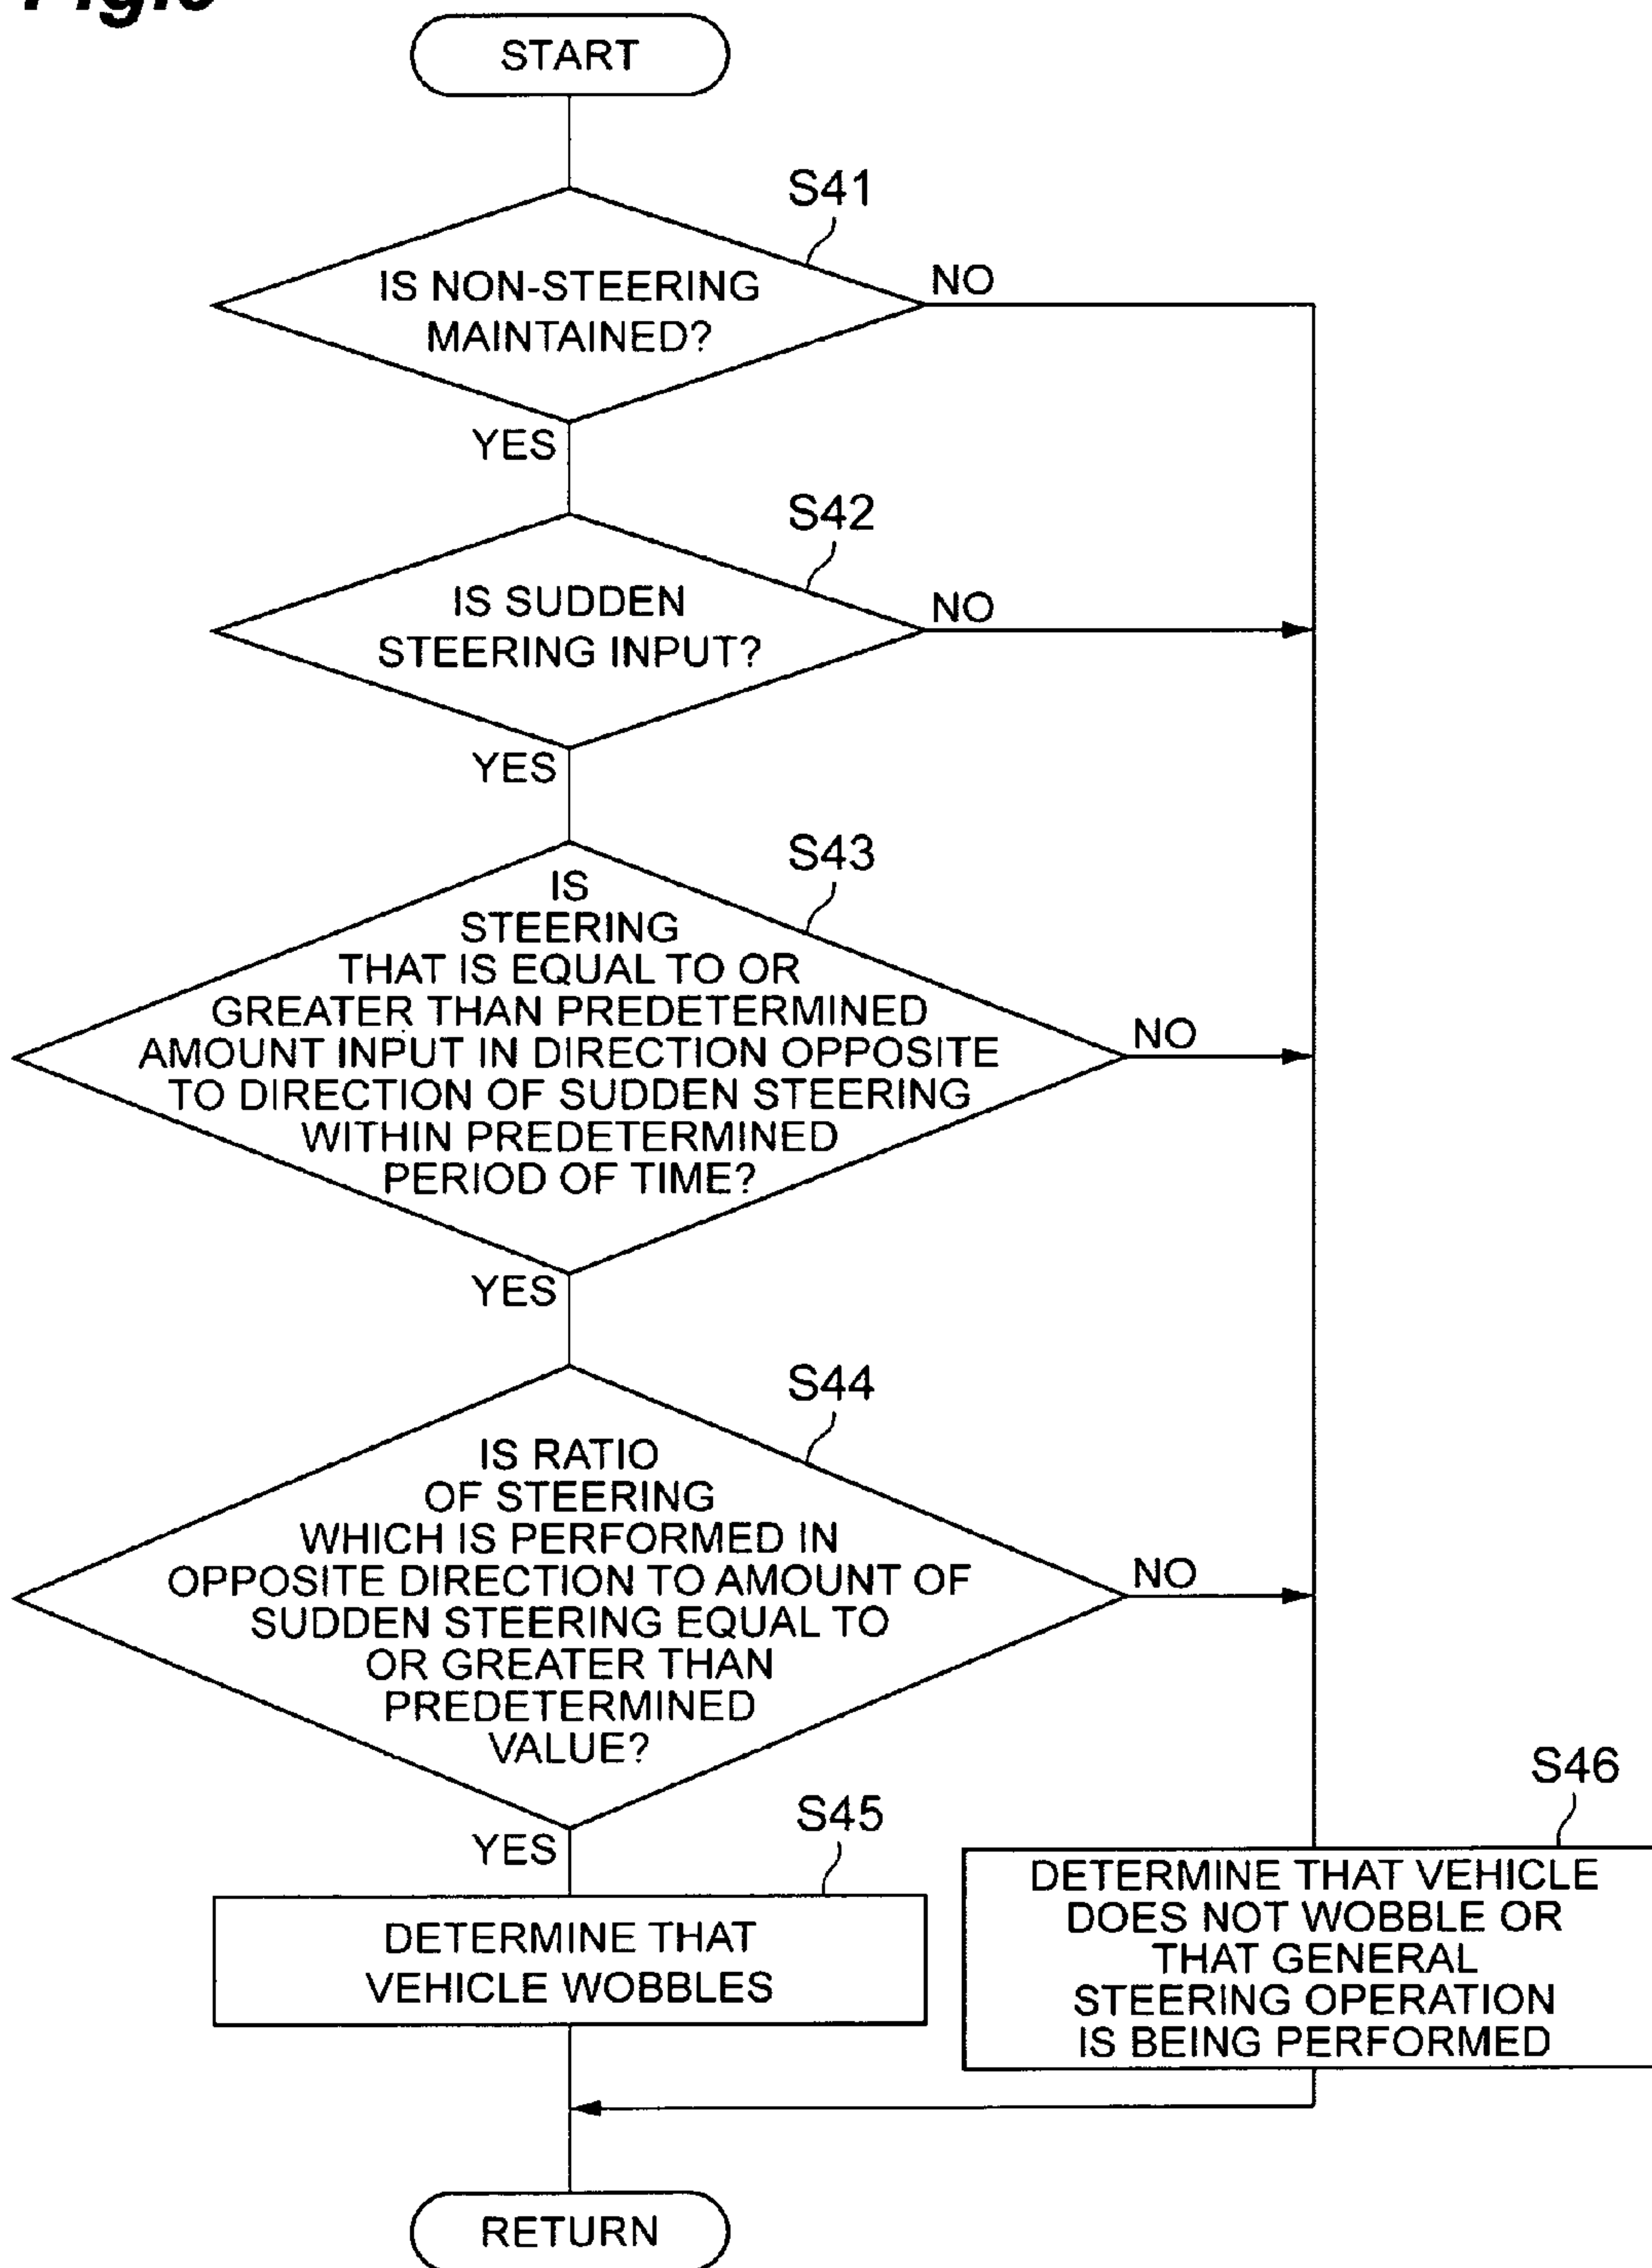 START
S41
IS NON-STEERING
MAINTAINED?
NO
YES
S42
IS SUDDEN
STEERING INPUT?
NO
YES
S43
IS
STEERING
THAT IS EQUAL TO OR
GREATER THAN PREDETERMINED
AMOUNT INPUT IN DIRECTION OPPOSITE
TO DIRECTION OF SUDDEN STEERING
WITHIN PREDETERMINED
PERIOD OF TIME?
NO
YES
S44
IS RATIO
OF STEERING
WHICH IS PERFORMED IN
OPPOSITE DIRECTION TO AMOUNT OF
SUDDEN STEERING EQUAL TO
OR GREATER THAN
PREDETERMINED
VALUE?
NO
YES
S45
DETERMINE THAT
VEHICLE WOBBLES
S46
DETERMINE THAT VEHICLE
DOES NOT WOBBLE OR
THAT GENERAL
STEERING OPERATION
IS BEING PERFORMED
RETURN